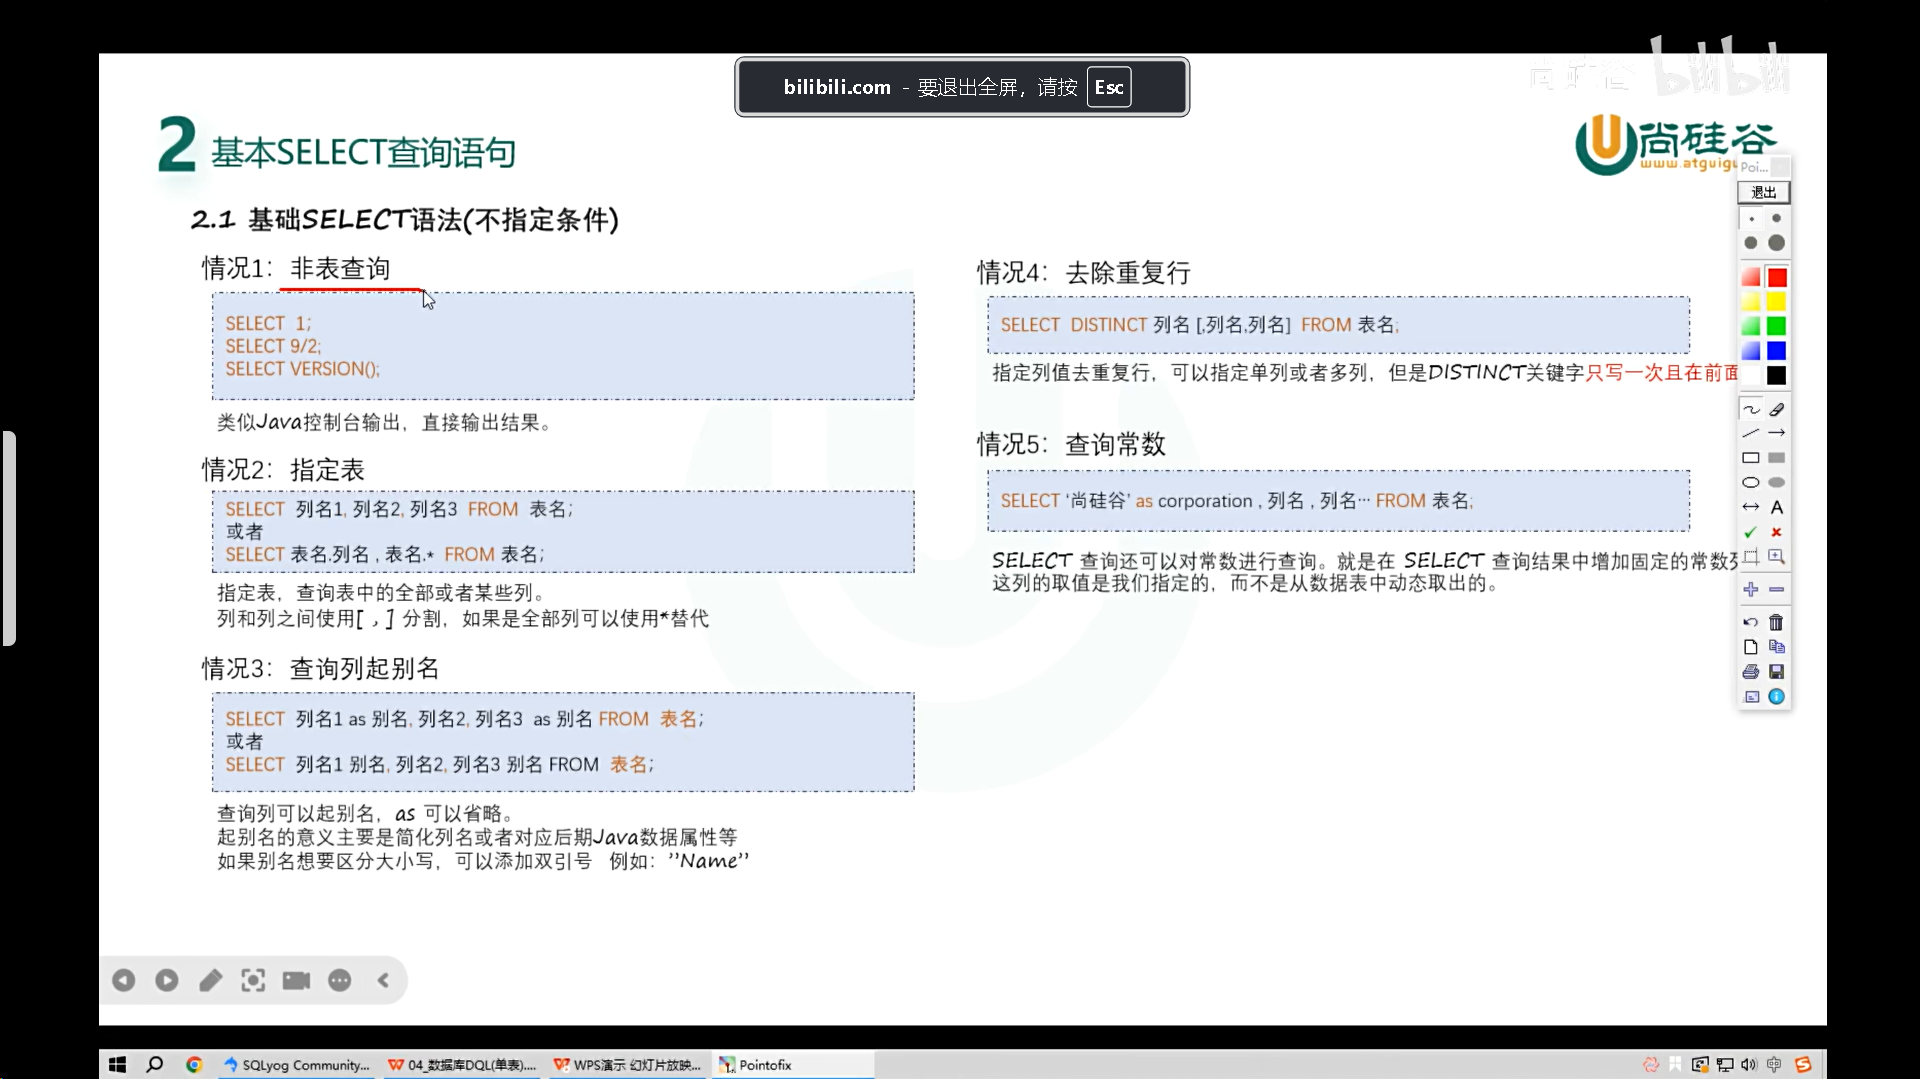 bilibili.com - 要退出全屏，请按 Esc
尚硅谷 bilibili
2 基本SELECT查询语句
尚硅谷
Poi...
退出
2.1 基础SELECT语法(不指定条件)
情况1：非表查询
SELECT 1;
SELECT 9/2;
SELECT VERSION();
类似Java控制台输出，直接输出结果。
情况2：指定表
SELECT 列名1, 列名2, 列名3 FROM 表名;
或者
SELECT 表名.列名 , 表名.* FROM 表名;
指定表，查询表中的全部或者某些列。
列和列之间使用[ , ] 分割，如果是全部列可以使用*替代
情况3：查询列起别名
SELECT 列名1 as 别名, 列名2, 列名3 as 别名 FROM 表名;
或者
SELECT 列名1 别名, 列名2, 列名3 别名 FROM 表名;
查询列可以起别名，as 可以省略。
起别名的意义主要是简化列名或者对应后期Java数据属性等
如果别名想要区分大小写，可以添加双引号 例如：”Name”
情况4：去除重复行
SELECT DISTINCT 列名 [,列名,列名] FROM 表名;
指定列值去重复行，可以指定单列或者多列，但是DISTINCT关键字只写一次且在前面
情况5：查询常数
SELECT ‘尚硅谷’ as corporation , 列名 , 列名… FROM 表名;
SELECT 查询还可以对常数进行查询。就是在 SELECT 查询结果中增加固定的常数列
这列的取值是我们指定的，而不是从数据表中动态取出的。
SQLyog Community...
04_数据库DQL(单表)....
WPS演示 幻灯片放映...
Pointofix
中